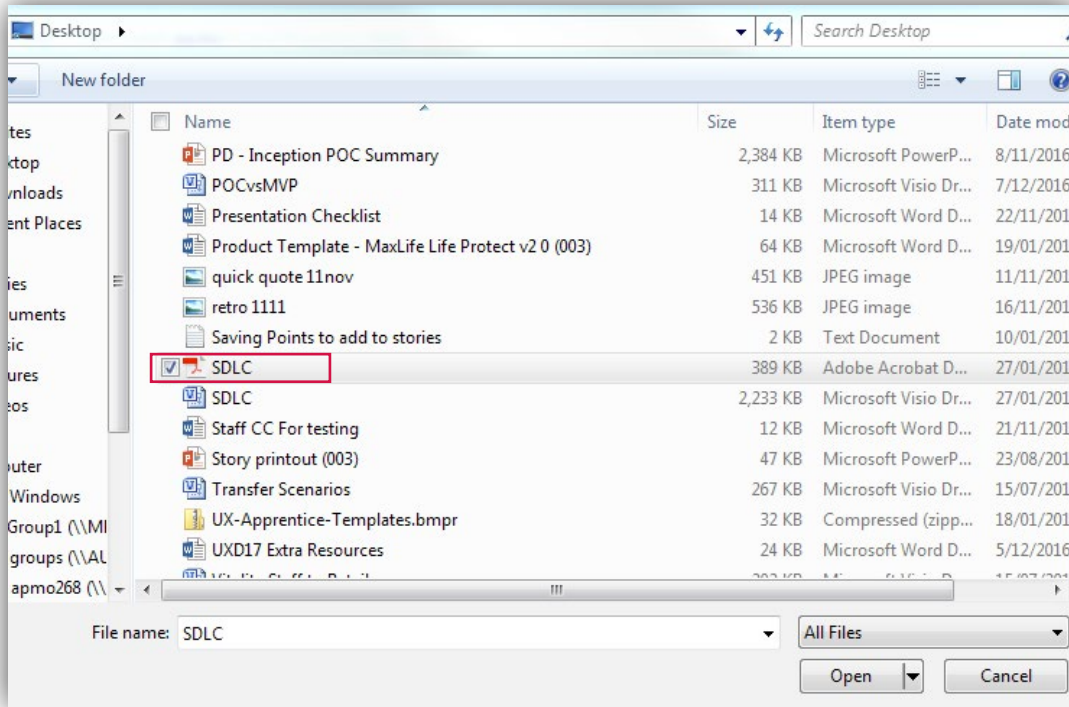 Desktop
Search Desktop
New folder
Name Size Item type Date mod
tes
ktop
vnloads
ent Places
ies
uments
sic
ures
eos
uter
Windows
Group1 (\\MI
groups (\\AU
apmo268 (\\
PD - Inception POC Summary 2,384 KB Microsoft PowerP... 8/11/2016
POCvsMVP 311 KB Microsoft Visio Dr... 7/12/2016
Presentation Checklist 14 KB Microsoft Word D... 22/11/201
Product Template - MaxLife Life Protect v2 0 (003) 64 KB Microsoft Word D... 19/01/201
quick quote 11nov 451 KB JPEG image 11/11/201
retro 1111 536 KB JPEG image 16/11/201
Saving Points to add to stories 2 KB Text Document 10/01/201
SDLC 389 KB Adobe Acrobat D... 27/01/201
SDLC 2,233 KB Microsoft Visio Dr... 27/01/201
Staff CC For testing 12 KB Microsoft Word D... 21/11/201
Story printout (003) 47 KB Microsoft PowerP... 23/08/201
Transfer Scenarios 267 KB Microsoft Visio Dr... 15/07/201
UX-Apprentice-Templates.bmpr 32 KB Compressed (zipp... 18/01/201
UXD17 Extra Resources 24 KB Microsoft Word D... 5/12/2016
File name: SDLC All Files
Open Cancel